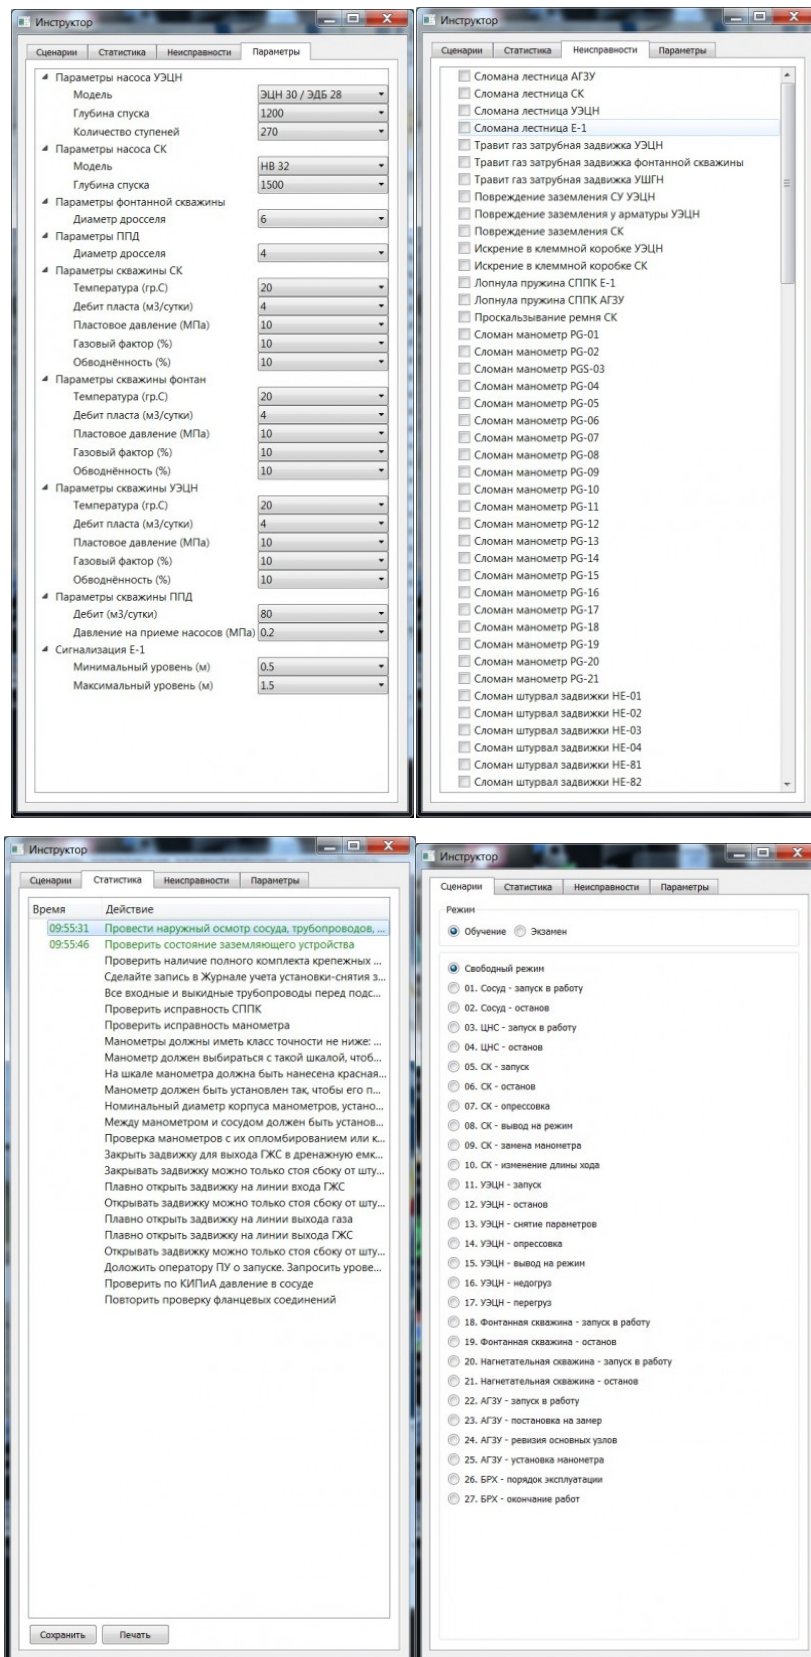 Инструктор
Сценарии Статистика Неисправности Параметры
Параметры насоса УЭЦН
Модель ЭЦН 30 / ЭДБ 28
Глубина спуска 1200
Количество ступеней 270
Параметры насоса СК
Модель НВ 32
Глубина спуска 1500
Параметры фонтанной скважины
Диаметр дросселя 6
Параметры ППД
Диаметр дросселя 4
Параметры скважины СК
Температура (гр.С) 20
Дебит пласта (м3/сутки) 4
Пластовое давление (МПа) 10
Газовый фактор (%) 10
Обводнённость (%) 10
Параметры скважины фонтан
Температура (гр.С) 20
Дебит пласта (м3/сутки) 4
Пластовое давление (МПа) 10
Газовый фактор (%) 10
Обводнённость (%) 10
Параметры скважины УЭЦН
Температура (гр.С) 20
Дебит пласта (м3/сутки) 4
Пластовое давление (МПа) 10
Газовый фактор (%) 10
Обводнённость (%) 10
Параметры скважины ППД
Дебит (м3/сутки) 80
Давление на приеме насосов (МПа) 0.2
Сигнализация Е-1
Минимальный уровень (м) 0.5
Максимальный уровень (м) 1.5
Инструктор
Сценарии Статистика Неисправности Параметры
Сломана лестница АГЗУ
Сломана лестница СК
Сломана лестница УЭЦН
Сломана лестница Е-1
Травит газ затрубная задвижка УЭЦН
Травит газ затрубная задвижка фонтанной скважины
Травит газ затрубная задвижка УШГН
Повреждение заземления СУ УЭЦН
Повреждение заземления у арматуры УЭЦН
Повреждение заземления СК
Искрение в клеммной коробке УЭЦН
Искрение в клеммной коробке СК
Лопнула пружина СППК Е-1
Лопнула пружина СППК АГЗУ
Проскальзывание ремня СК
Сломан манометр PG-01
Сломан манометр PG-02
Сломан манометр PGS-03
Сломан манометр PG-04
Сломан манометр PG-05
Сломан манометр PG-06
Сломан манометр PG-07
Сломан манометр PG-08
Сломан манометр PG-09
Сломан манометр PG-10
Сломан манометр PG-11
Сломан манометр PG-12
Сломан манометр PG-13
Сломан манометр PG-14
Сломан манометр PG-15
Сломан манометр PG-16
Сломан манометр PG-17
Сломан манометр PG-18
Сломан манометр PG-19
Сломан манометр PG-20
Сломан манометр PG-21
Сломан штурвал задвижки НЕ-01
Сломан штурвал задвижки НЕ-02
Сломан штурвал задвижки НЕ-03
Сломан штурвал задвижки НЕ-04
Сломан штурвал задвижки НЕ-81
Сломан штурвал задвижки НЕ-82
Инструктор
Сценарии Статистика Неисправности Параметры
Время Действие
09:55:31 Провести наружный осмотр сосуда, трубопроводов, ...
09:55:46 Проверить состояние заземляющего устройства
Проверить наличие полного комплекта крепежных ...
Сделайте запись в Журнале учета установки-снятия з...
Все входные и выкидные трубопроводы перед подс...
Проверить исправность СППК
Проверить исправность манометра
Манометры должны иметь класс точности не ниже: ...
Манометр должен выбираться с такой шкалой, чтоб...
На шкале манометра должна быть нанесена красная...
Манометр должен быть установлен так, чтобы его п...
Номинальный диаметр корпуса манометров, устано...
Между манометром и сосудом должен быть установ...
Проверка манометров с их опломбированием или к...
Закрыть задвижку для выхода ГЖС в дренажную емк...
Закрывать задвижку можно только стоя сбоку от шту...
Плавно открыть задвижку на линии входа ГЖС
Открывать задвижку можно только стоя сбоку от шту...
Плавно открыть задвижку на линии выхода газа
Плавно открыть задвижку на линии выхода ГЖС
Открывать задвижку можно только стоя сбоку от шту...
Доложить оператору ПУ о запуске. Запросить урове...
Проверить по КИПиА давление в сосуде
Повторить проверку фланцевых соединений
Сохранить Печать
Инструктор
Сценарии Статистика Неисправности Параметры
Режим
Обучение Экзамен
Свободный режим
01. Сосуд - запуск в работу
02. Сосуд - останов
03. ЦНС - запуск в работу
04. ЦНС - останов
05. СК - запуск
06. СК - останов
07. СК - опрессовка
08. СК - вывод на режим
09. СК - замена манометра
10. СК - изменение длины хода
11. УЭЦН - запуск
12. УЭЦН - останов
13. УЭЦН - снятие параметров
14. УЭЦН - опрессовка
15. УЭЦН - вывод на режим
16. УЭЦН - недогруз
17. УЭЦН - перегруз
18. Фонтанная скважина - запуск в работу
19. Фонтанная скважина - останов
20. Нагнетательная скважина - запуск в работу
21. Нагнетательная скважина - останов
22. АГЗУ - запуск в работу
23. АГЗУ - постановка на замер
24. АГЗУ - ревизия основных узлов
25. АГЗУ - установка манометра
26. БРХ - порядок эксплуатации
27. БРХ - окончание работ